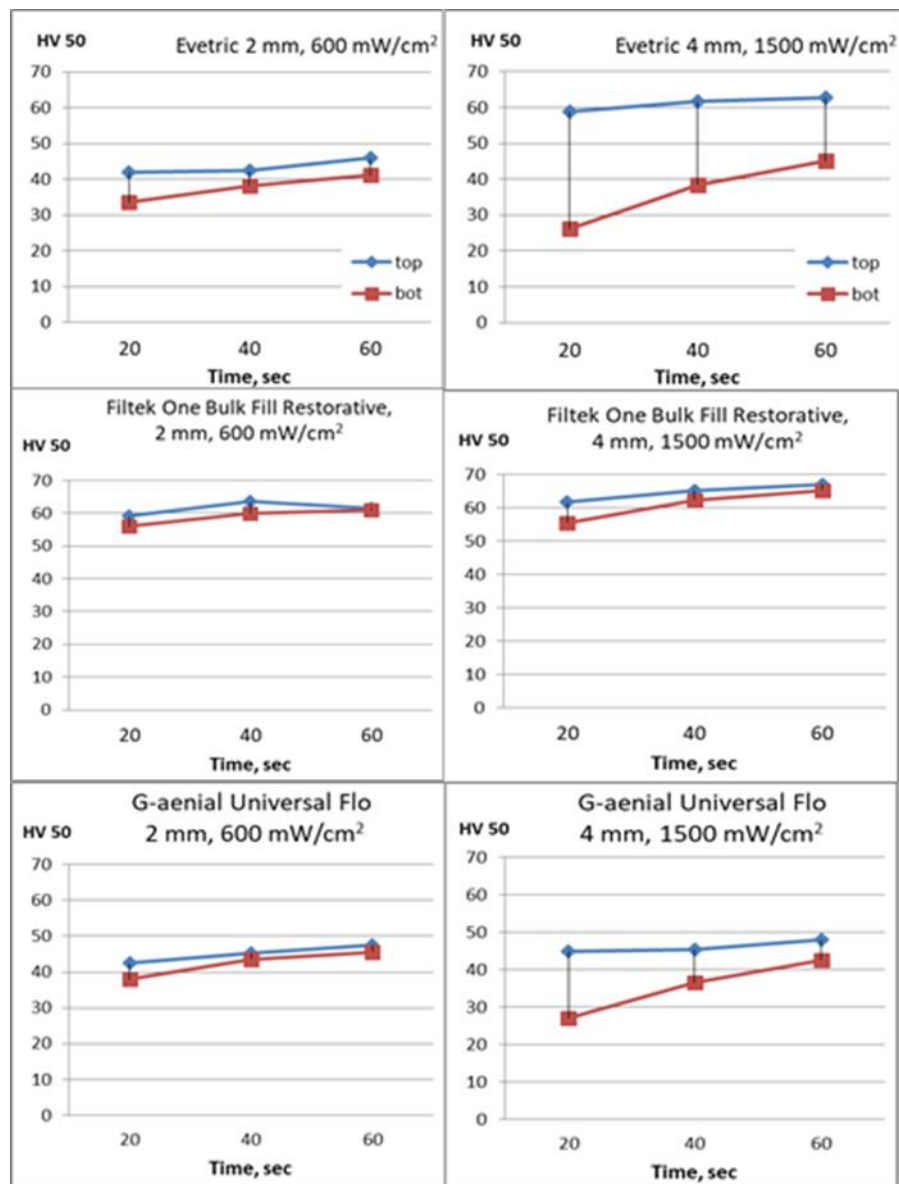 HV 50
Evetric 2 mm, 600 mW/cm²
70
60
50
40
30
20
10
0
top
bot
20 40 60
Time, sec
HV 50
Evetric 4 mm, 1500 mW/cm²
70
60
50
40
30
20
10
0
top
bot
20 40 60
Time, sec
Filtek One Bulk Fill Restorative,
2 mm, 600 mW/cm²
HV 50
70
60
50
40
30
20
10
0
20 40 60
Time, sec
Filtek One Bulk Fill Restorative,
4 mm, 1500 mW/cm²
HV 50
70
60
50
40
30
20
10
0
20 40 60
Time, sec
G-aenial Universal Flo
HV 50 2 mm, 600 mW/cm²
70
60
50
40
30
20
10
0
20 40 60
Time, sec
G-aenial Universal Flo
HV 50 4 mm, 1500 mW/cm²
70
60
50
40
30
20
10
0
20 40 60
Time, sec